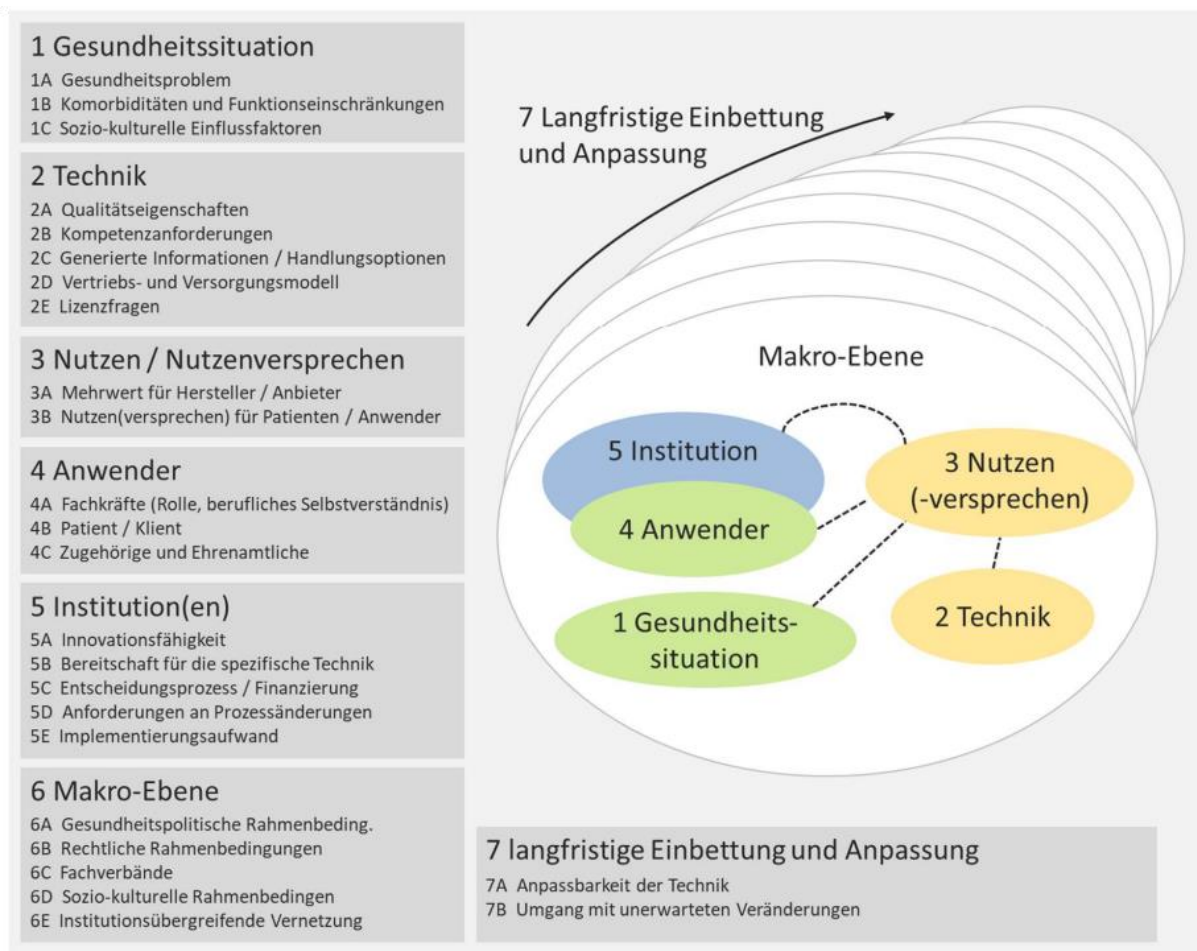 1 Gesundheitssituation
1A Gesundheitsproblem
1B Komorbiditäten und Funktionseinschränkungen
1C Sozio-kulturelle Einflussfaktoren
2 Technik
2A Qualitätseigenschaften
2B Kompetenzanforderungen
2C Generierte Informationen / Handlungsoptionen
2D Vertriebs- und Versorgungsmodell
2E Lizenzfragen
3 Nutzen / Nutzenversprechen
3A Mehrwert für Hersteller / Anbieter
3B Nutzen(versprechen) für Patienten / Anwender
4 Anwender
4A Fachkräfte (Rolle, berufliches Selbstverständnis)
4B Patient / Klient
4C Zugehörige und Ehrenamtliche
5 Institution(en)
5A Innovationsfähigkeit
5B Bereitschaft für die spezifische Technik
5C Entscheidungsprozess / Finanzierung
5D Anforderungen an Prozessänderungen
5E Implementierungsaufwand
6 Makro-Ebene
6A Gesundheitspolitische Rahmenbeding.
6B Rechtliche Rahmenbedingungen
6C Fachverbände
6D Sozio-kulturelle Rahmenbedingen
6E Institutionsübergreifende Vernetzung
7 Langfristige Einbettung
und Anpassung
Makro-Ebene
5 Institution
4 Anwender
3 Nutzen
(-versprechen)
1 Gesundheits-
situation
2 Technik
7 langfristige Einbettung und Anpassung
7A Anpassbarkeit der Technik
7B Umgang mit unerwarteten Veränderungen